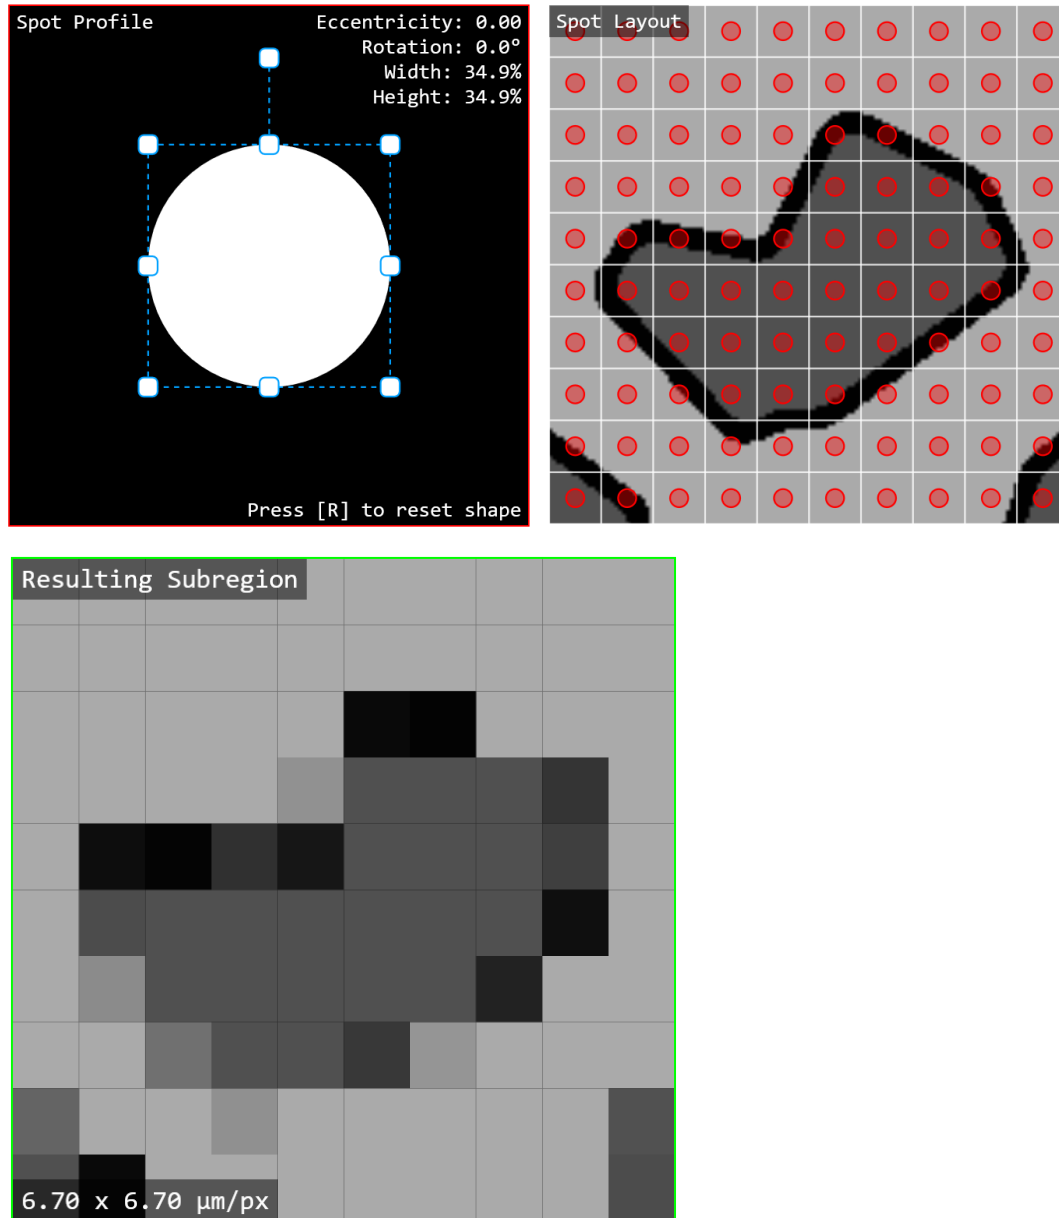 Spot Profile
Eccentricity: 0.00
Rotation: 0.0°
Width: 34.9%
Height: 34.9%
Press [R] to reset shape
Spot Layout
Resulting Subregion
6.70 x 6.70 μm/px